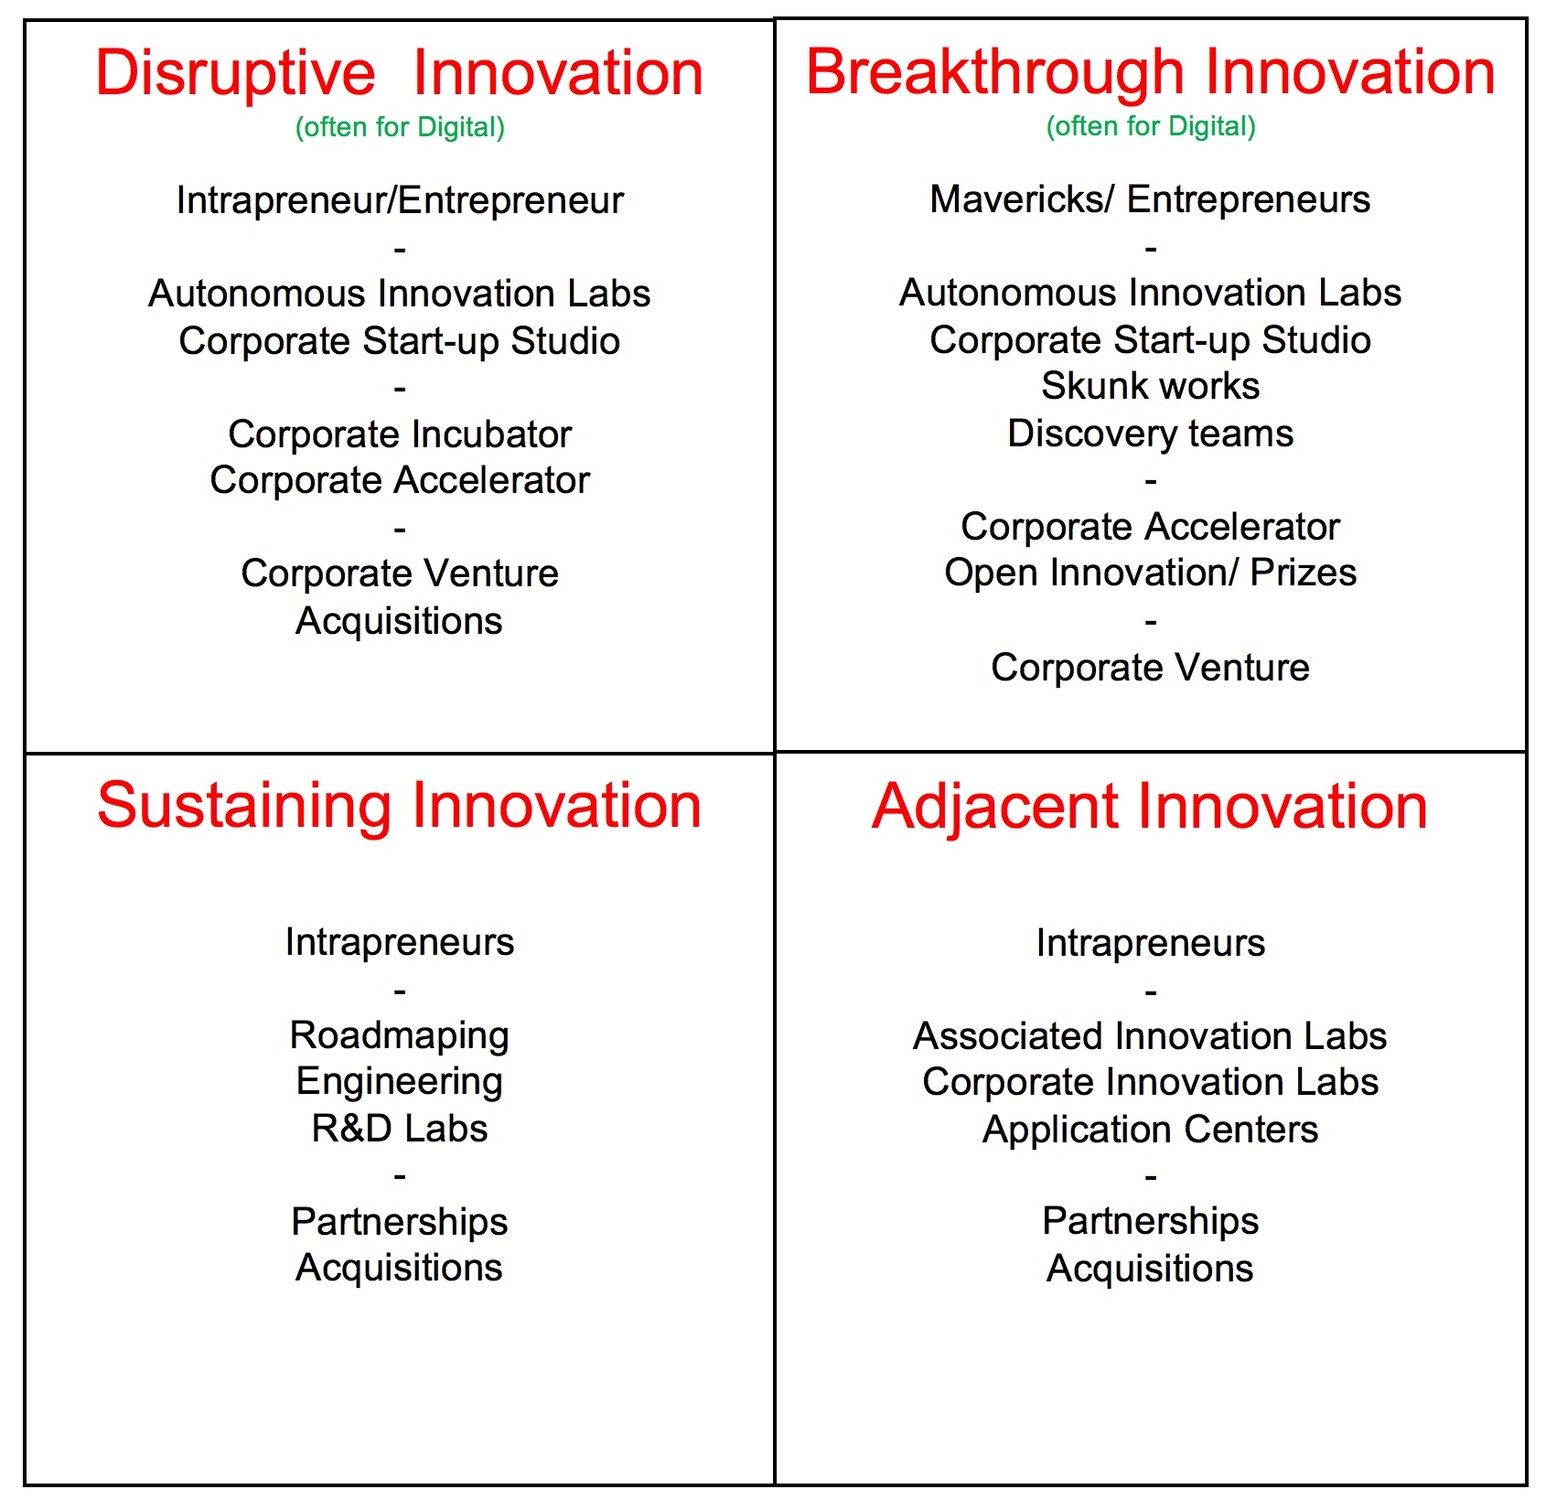 Disruptive Innovation
(often for Digital)
Intrapreneur/Entrepreneur
-
Autonomous Innovation Labs
Corporate Start-up Studio
-
Corporate Incubator
Corporate Accelerator
-
Corporate Venture
Acquisitions
Breakthrough Innovation
(often for Digital)
Mavericks/ Entrepreneurs
-
Autonomous Innovation Labs
Corporate Start-up Studio
Skunk works
Discovery teams
-
Corporate Accelerator
Open Innovation/ Prizes
-
Corporate Venture
Sustaining Innovation
Intrapreneurs
-
Roadmaping
Engineering
R&D Labs
-
Partnerships
Acquisitions
Adjacent Innovation
Intrapreneurs
-
Associated Innovation Labs
Corporate Innovation Labs
Application Centers
-
Partnerships
Acquisitions